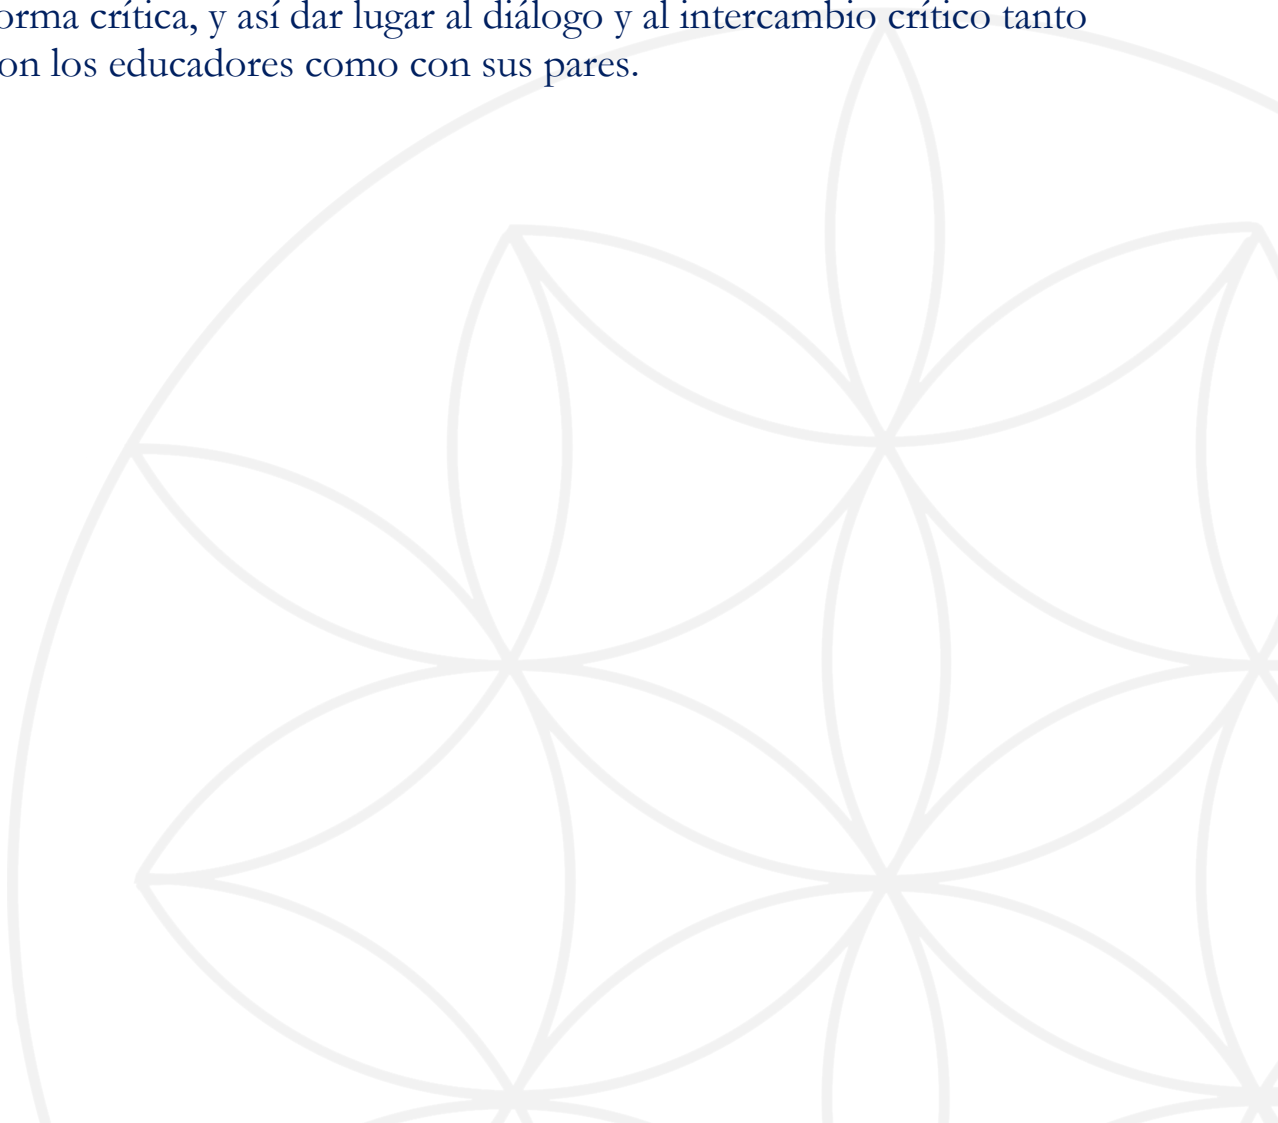 orma crítica, y así dar lugar al diálogo y al intercambio crítico tanto
on los educadores como con sus pares.